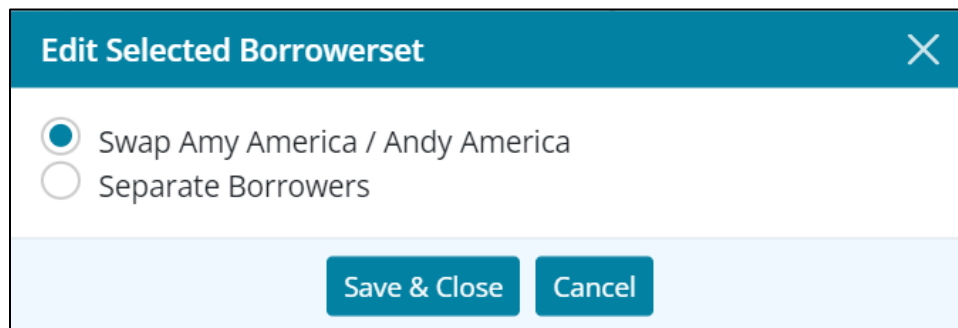 Edit Selected Borrowerset
Swap Amy America / Andy America
Separate Borrowers
Save & Close Cancel